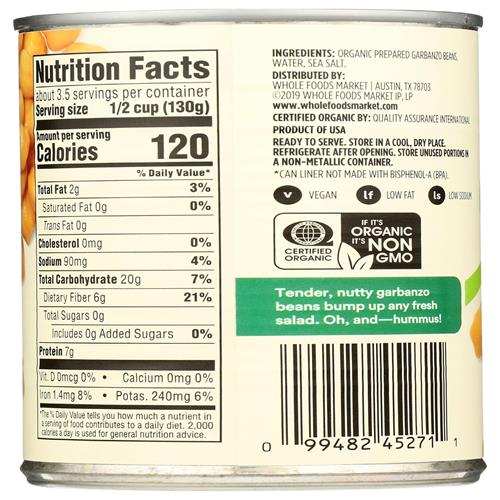 Nutrition Facts
about 3.5 servings per container
Serving size 1/2 cup (130g)
Amount per serving
Calories 120
% Daily Value*
Total Fat 2g 3%
Saturated Fat 0g 0%
Trans Fat 0g
Cholesterol 0mg 0%
Sodium 90mg 4%
Total Carbohydrate 20g 7%
Dietary Fiber 6g 21%
Total Sugars 0g
Includes 0g Added Sugars 0%
Protein 7g
Vit. D 0mcg 0% • Calcium 0mg 0%
Iron 1.4mg 8% • Potas. 240mg 6%
*The % Daily Value tells you how much a nutrient in
a serving of food contributes to a daily diet. 2,000
calories a day is used for general nutrition advice.
INGREDIENTS: ORGANIC PREPARED GARBANZO BEANS,
WATER, SEA SALT.
DISTRIBUTED BY:
WHOLE FOODS MARKET | AUSTIN, TX 78703
©2019 WHOLE FOODS MARKET IP, LP
www.wholefoodsmarket.com
CERTIFIED ORGANIC BY: QUALITY ASSURANCE INTERNATIONAL
PRODUCT OF USA
READY TO SERVE. STORE IN A COOL, DRY PLACE.
REFRIGERATE AFTER OPENING. STORE UNUSED PORTIONS IN
A NON-METALLIC CONTAINER.
*CAN LINER NOT MADE WITH BISPHENOL-A (BPA).
v VEGAN lf LOW FAT ls LOW SODIUM
CERTIFIED
ORGANIC
IF IT'S
ORGANIC
IT'S NON
GMO
Tender, nutty garbanzo
beans bump up any fresh
salad. Oh, and—hummus!
0 99482 45271 1